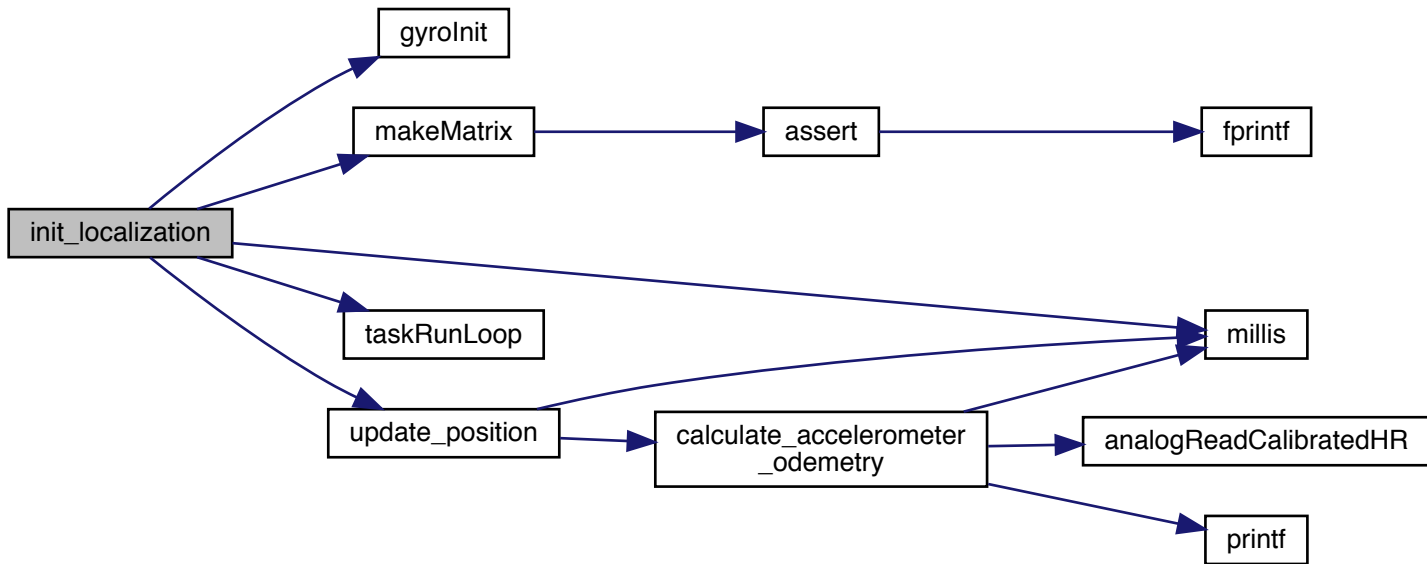 gyroInit
makeMatrix
assert
fprintf
init_localization
taskRunLoop
millis
update_position
calculate_accelerometer
_odemetry
analogReadCalibratedHR
printf